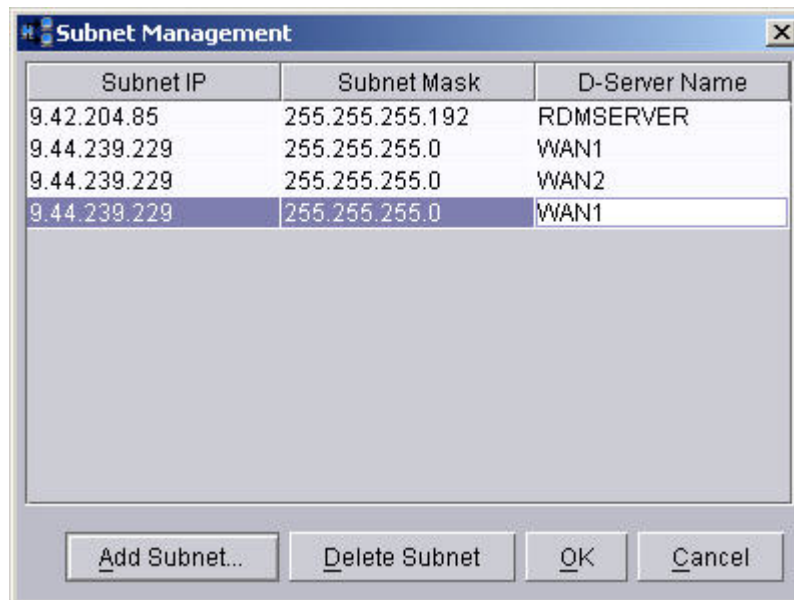 Subnet Management
Subnet IP Subnet Mask D-Server Name
9.42.204.85 255.255.255.192 RDMSERVER
9.44.239.229 255.255.255.0 WAN1
9.44.239.229 255.255.255.0 WAN2
9.44.239.229 255.255.255.0 WAN1
Add Subnet... Delete Subnet OK Cancel